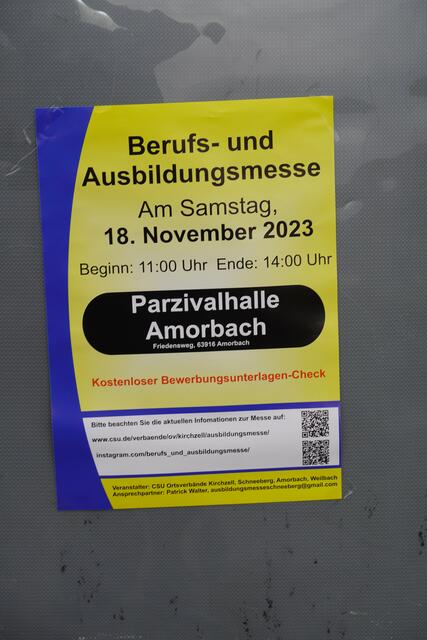 Berufs- und
Ausbildungsmesse
Am Samstag,
18. November 2023
Beginn: 11:00 Uhr Ende: 14:00 Uhr
Parzivalhalle
Amorbach
Friedensweg, 63916 Amorbach
Kostenloser Bewerbungsunterlagen-Check
Bitte beachten Sie die aktuellen Infomationen zur Messe auf:
www.csu.de/verbaende/ov/kirchzell/ausbildungsmesse/
instagram.com/berufs_und_ausbildungsmesse/
Veranstalter: CSU Ortsverbände Kirchzell, Schneeberg, Amorbach, Weilbach
Ansprechpartner: Patrick Walter, ausbildungsmesseschneeberg@gmail.com